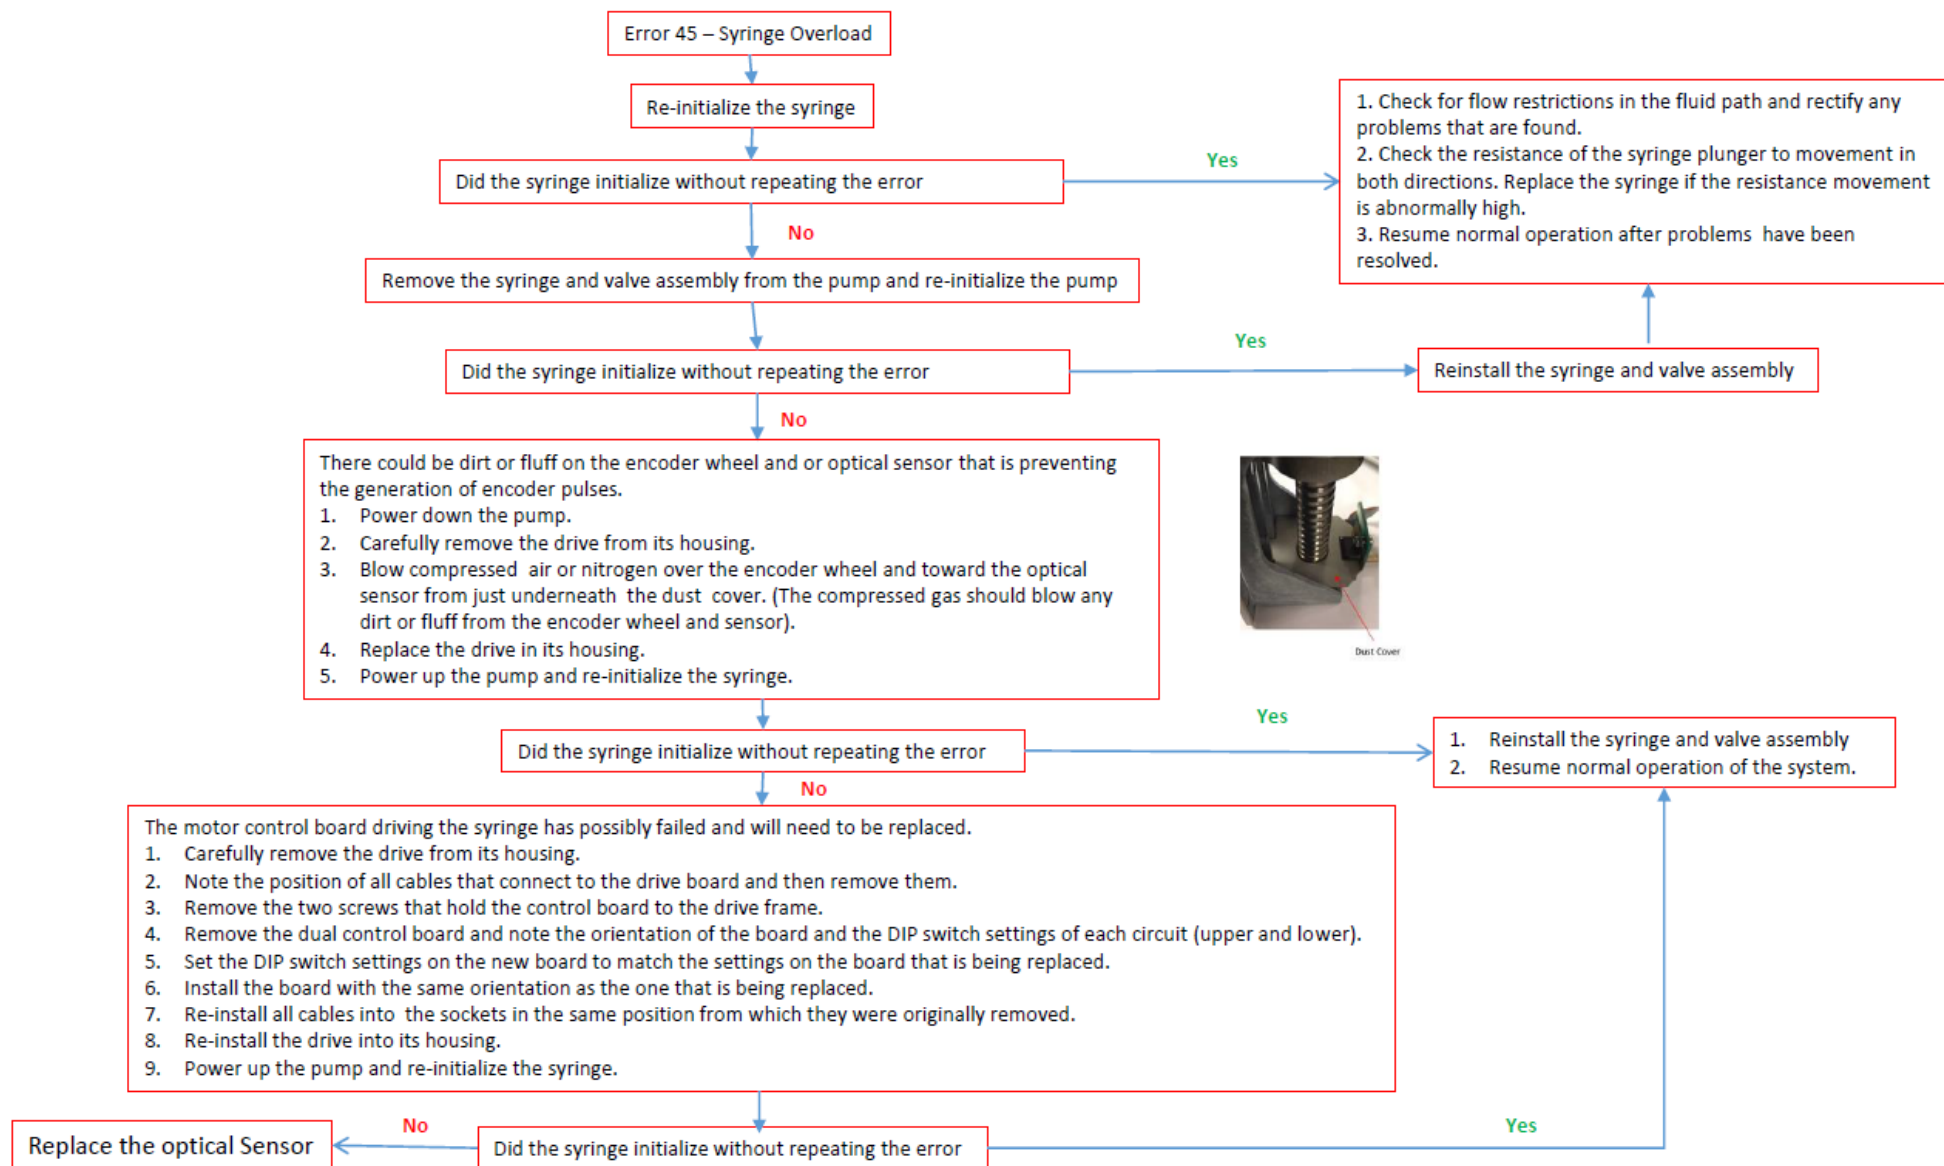 Error 45 – Syringe Overload
Re-initialize the syringe
Did the syringe initialize without repeating the error
Yes
1. Check for flow restrictions in the fluid path and rectify any
problems that are found.
2. Check the resistance of the syringe plunger to movement in
both directions. Replace the syringe if the resistance movement
is abnormally high.
3. Resume normal operation after problems have been
resolved.
No
Remove the syringe and valve assembly from the pump and re-initialize the pump
Did the syringe initialize without repeating the error
Yes
Reinstall the syringe and valve assembly
No
There could be dirt or fluff on the encoder wheel and or optical sensor that is preventing
the generation of encoder pulses.
1. Power down the pump.
2. Carefully remove the drive from its housing.
3. Blow compressed air or nitrogen over the encoder wheel and toward the optical
sensor from just underneath the dust cover. (The compressed gas should blow any
dirt or fluff from the encoder wheel and sensor).
4. Replace the drive in its housing.
5. Power up the pump and re-initialize the syringe.
Dust Cover
Did the syringe initialize without repeating the error
Yes
1. Reinstall the syringe and valve assembly
2. Resume normal operation of the system.
No
The motor control board driving the syringe has possibly failed and will need to be replaced.
1. Carefully remove the drive from its housing.
2. Note the position of all cables that connect to the drive board and then remove them.
3. Remove the two screws that hold the control board to the drive frame.
4. Remove the dual control board and note the orientation of the board and the DIP switch settings of each circuit (upper and lower).
5. Set the DIP switch settings on the new board to match the settings on the board that is being replaced.
6. Install the board with the same orientation as the one that is being replaced.
7. Re-install all cables into the sockets in the same position from which they were originally removed.
8. Re-install the drive into its housing.
9. Power up the pump and re-initialize the syringe.
Did the syringe initialize without repeating the error
Yes
No
Replace the optical Sensor